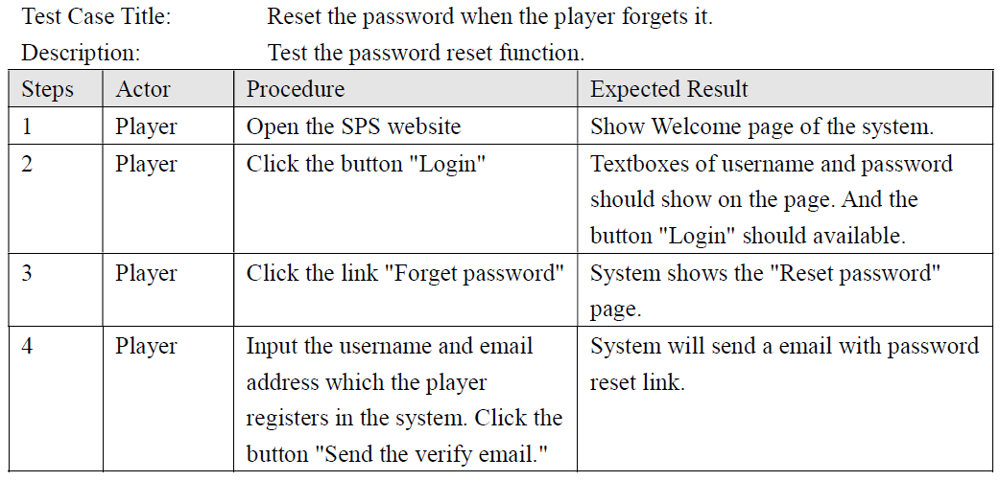 Test Case Title: Reset the password when the player forgets it.
Description: Test the password reset function.
Steps Actor Procedure Expected Result
1 Player Open the SPS website Show Welcome page of the system.
2 Player Click the button "Login" Textboxes of username and password
should show on the page. And the
button "Login" should available.
3 Player Click the link "Forget password" System shows the "Reset password"
page.
4 Player Input the username and email System will send a email with password
address which the player reset link.
registers in the system. Click the
button "Send the verify email."